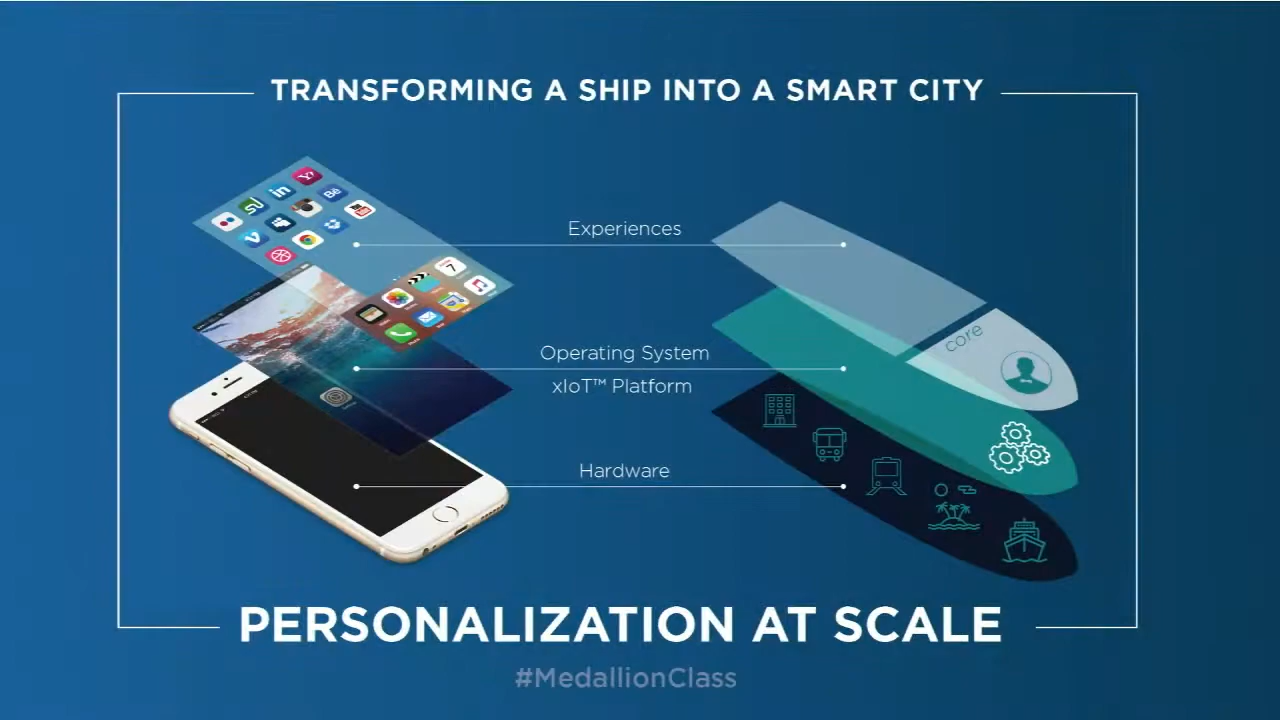 TRANSFORMING A SHIP INTO A SMART CITY
Experiences
core
Operating System
xIoT™ Platform
Hardware
PERSONALIZATION AT SCALE
#MedallionClass